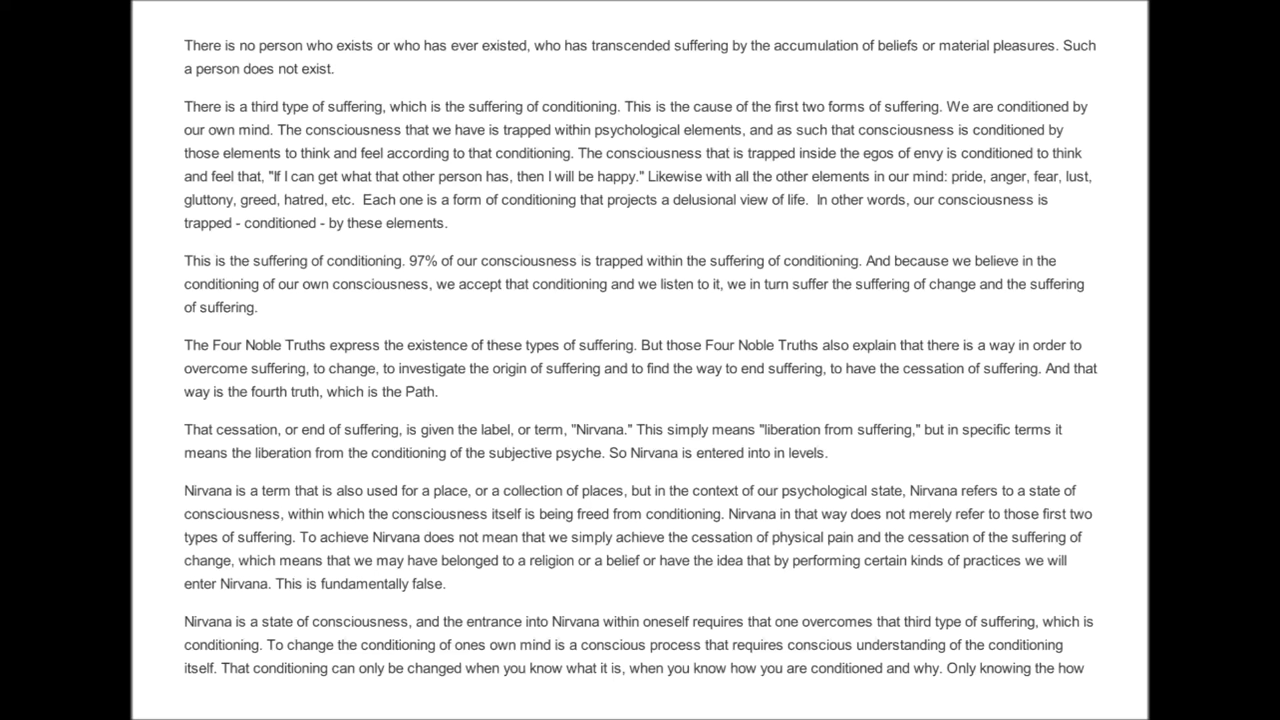 There is no person who exists or who has ever existed, who has transcended suffering by the accumulation of beliefs or material pleasures. Such
a person does not exist.
There is a third type of suffering, which is the suffering of conditioning. This is the cause of the first two forms of suffering. We are conditioned by
our own mind. The consciousness that we have is trapped within psychological elements, and as such that consciousness is conditioned by
those elements to think and feel according to that conditioning. The consciousness that is trapped inside the egos of envy is conditioned to think
and feel that, "If I can get what that other person has, then I will be happy." Likewise with all the other elements in our mind: pride, anger, fear, lust,
gluttony, greed, hatred, etc.  Each one is a form of conditioning that projects a delusional view of life.  In other words, our consciousness is
trapped - conditioned - by these elements.
This is the suffering of conditioning. 97% of our consciousness is trapped within the suffering of conditioning. And because we believe in the
conditioning of our own consciousness, we accept that conditioning and we listen to it, we in turn suffer the suffering of change and the suffering
of suffering.
The Four Noble Truths express the existence of these types of suffering. But those Four Noble Truths also explain that there is a way in order to
overcome suffering, to change, to investigate the origin of suffering and to find the way to end suffering, to have the cessation of suffering. And that
way is the fourth truth, which is the Path.
That cessation, or end of suffering, is given the label, or term, "Nirvana." This simply means "liberation from suffering," but in specific terms it
means the liberation from the conditioning of the subjective psyche. So Nirvana is entered into in levels.
Nirvana is a term that is also used for a place, or a collection of places, but in the context of our psychological state, Nirvana refers to a state of
consciousness, within which the consciousness itself is being freed from conditioning. Nirvana in that way does not merely refer to those first two
types of suffering. To achieve Nirvana does not mean that we simply achieve the cessation of physical pain and the cessation of the suffering of
change, which means that we may have belonged to a religion or a belief or have the idea that by performing certain kinds of practices we will
enter Nirvana. This is fundamentally false.
Nirvana is a state of consciousness, and the entrance into Nirvana within oneself requires that one overcomes that third type of suffering, which is
conditioning. To change the conditioning of ones own mind is a conscious process that requires conscious understanding of the conditioning
itself. That conditioning can only be changed when you know what it is, when you know how you are conditioned and why. Only knowing the how